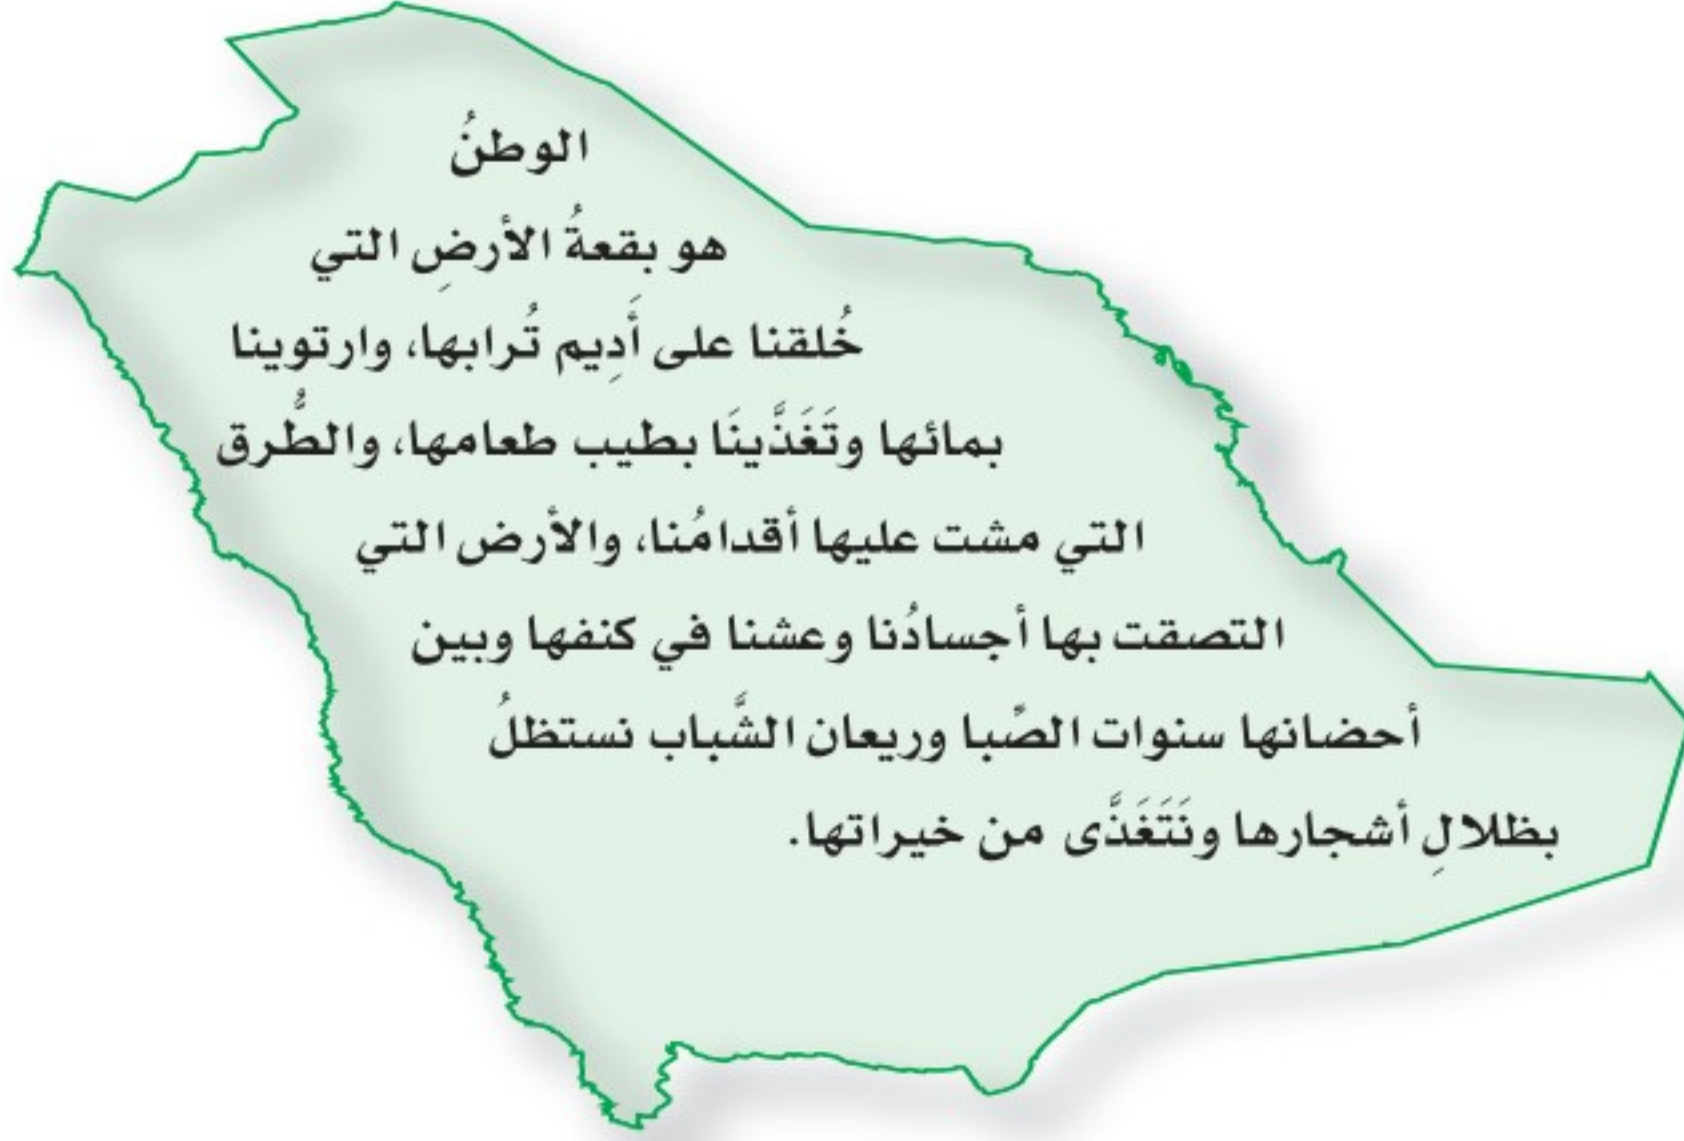 الوطنُ
هو بقعةُ الأرضِ التي
خُلقنا على أَدِيم تُرابها، وارتوينا
بمائها وتَغَذَّينَا بطيب طعامها، والطُّرق
التي مشت عليها أقدامُنا، والأرض التي
التصقت بها أجسادُنا وعشنا في كنفها وبين
أحضانها سنوات الصِّبا وريعان الشَّباب نستظلُ
بظلالِ أشجارها ونَتَغَذَّى من خيراتها.